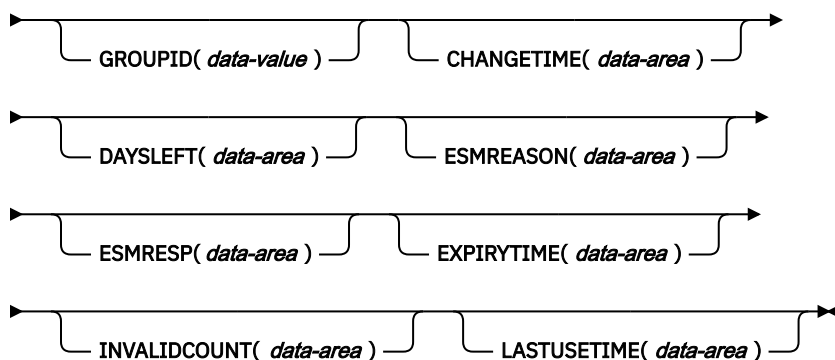 GROUPID( data-value ) CHANGETIME( data-area )
DAYSLEFT( data-area ) ESMREASON( data-area )
ESMRESP( data-area ) EXPIRYTIME( data-area )
INVALIDCOUNT( data-area ) LASTUSETIME( data-area )